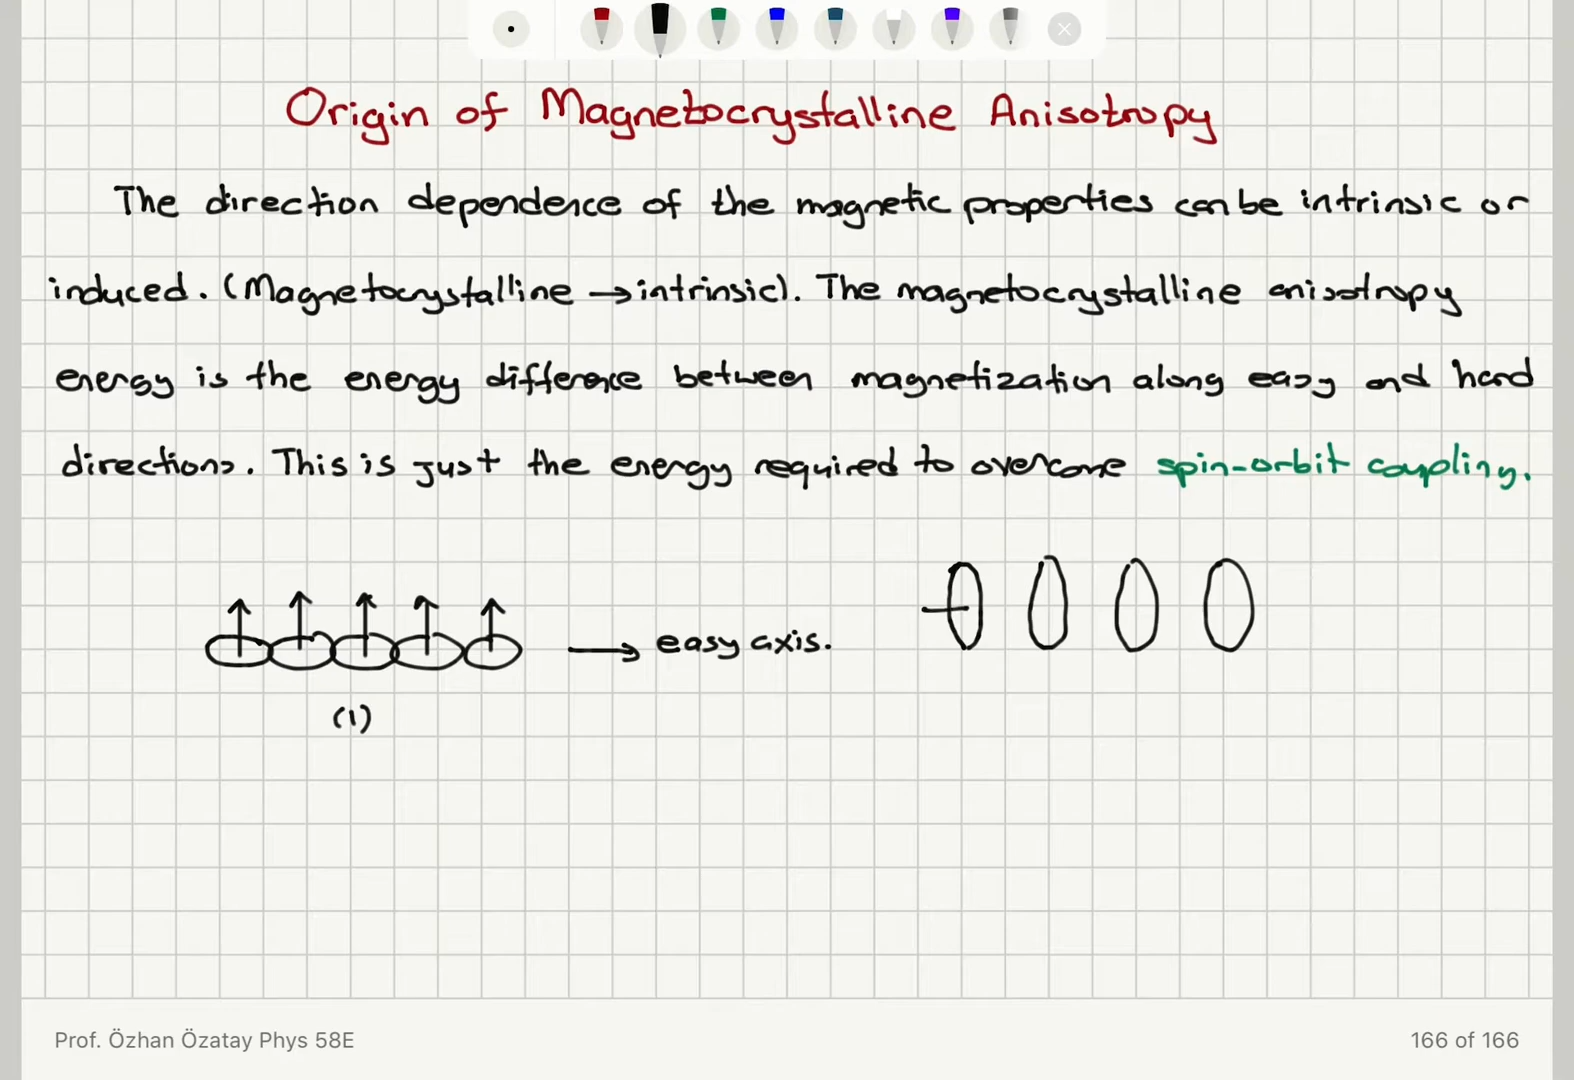 Origin of Magnetocrystalline Anisotropy
The direction dependence of the magnetic properties can be intrinsic or
induced. (Magnetocrystalline → intrinsic). The magnetocrystalline anisotropy
energy is the energy difference between magnetization along easy and hard
directions. This is just the energy required to overcome spin-orbit coupling.
→ easy axis.
(1)
Prof. Özhan Özatay Phys 58E
166 of 166